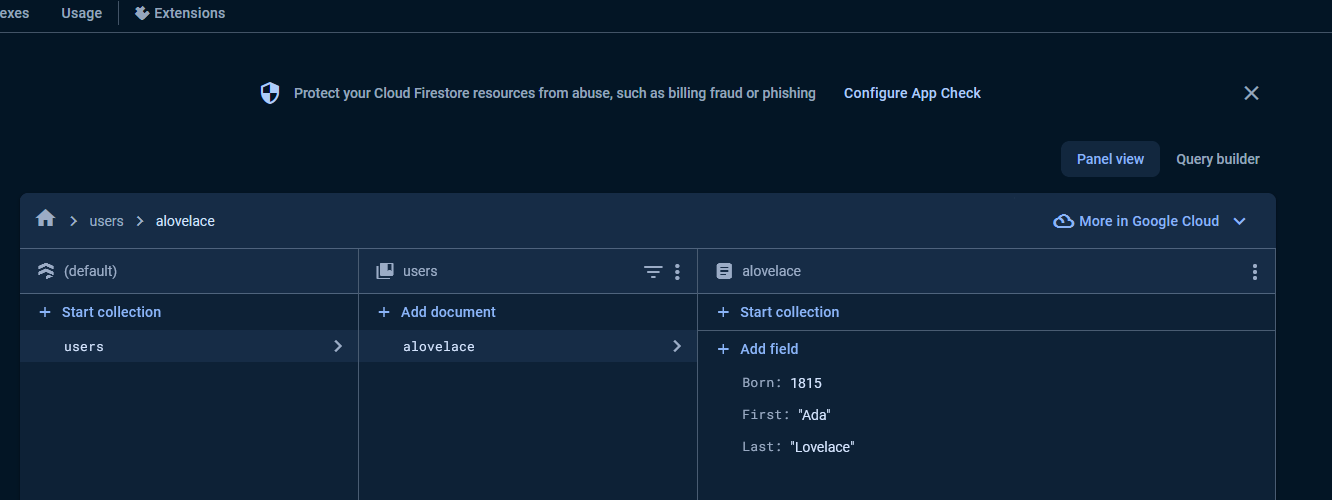 exes Usage Extensions
Protect your Cloud Firestore resources from abuse, such as billing fraud or phishing Configure App Check
Panel view Query builder
users alovelace More in Google Cloud
(default) users alovelace
Start collection Add document Start collection
users alovelace
Add field
Born: 1815
First: "Ada"
Last: "Lovelace"